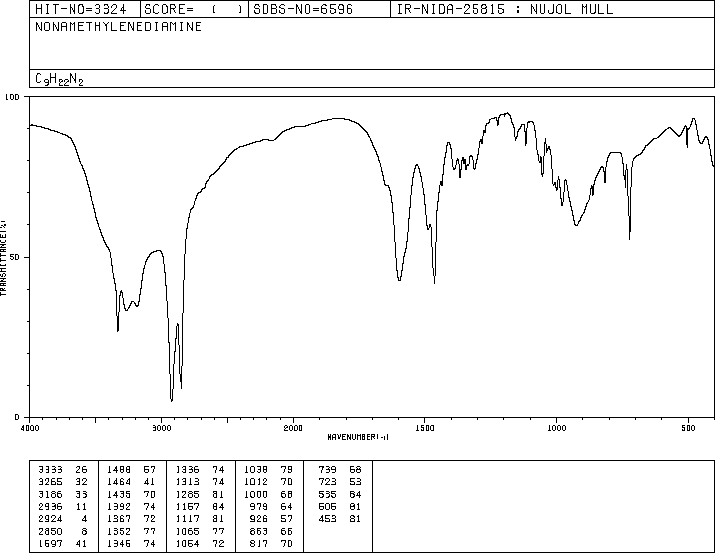 HIT-NO=3324 SCORE= ( ) SDBS-NO=6596 IR-NIDA-25815 : NUJOL MULL
NONAMETHYLENEDIAMINE
C9H22N2
100
50
0
TRANSMITTANCE(%)
4000 3000 2000 1500 1000 500
WAVENUMBER(-1)
3333 26 1488 57 1336 74 1038 79 739 68
3265 32 1464 41 1313 74 1012 70 723 53
3186 33 1435 70 1285 81 1000 68 535 84
2936 11 1392 74 1157 84 979 64 505 81
2924 4 1367 72 1117 81 926 57 453 81
2850 8 1352 77 1065 77 863 66
1597 41 1346 74 1054 72 817 70